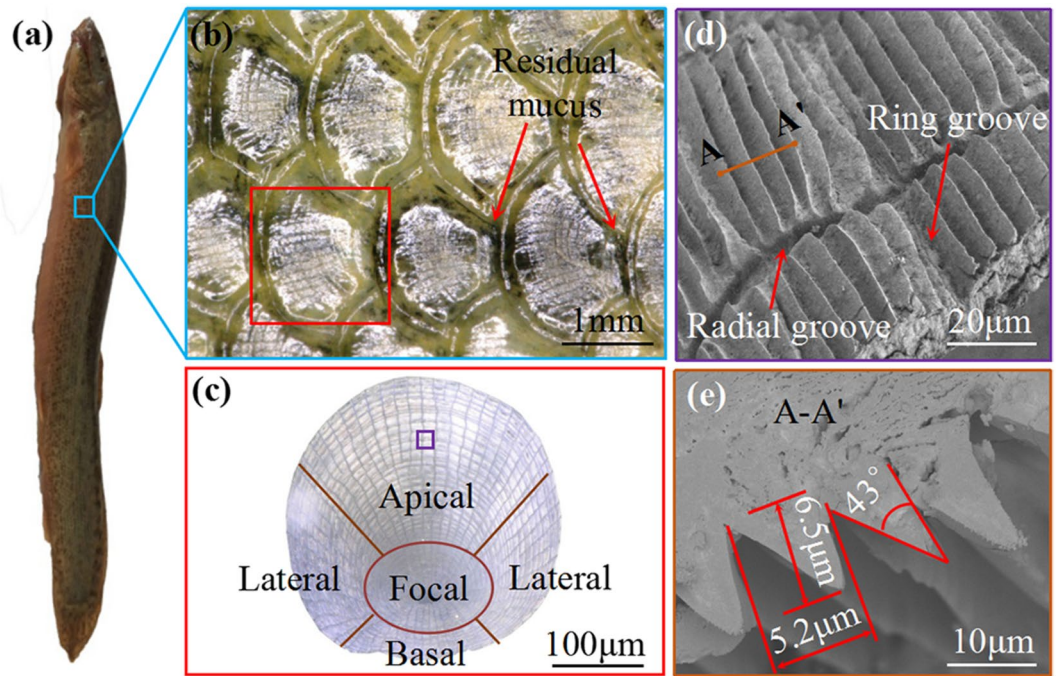 (a)
(b)
Residual
mucus
1mm
(c)
Apical
Lateral
Focal
Lateral
Basal
100μm
(d)
A
A'
Ring groove
Radial groove
20μm
(e)
A-A'
43°
6.5μm
5.2μm
10μm